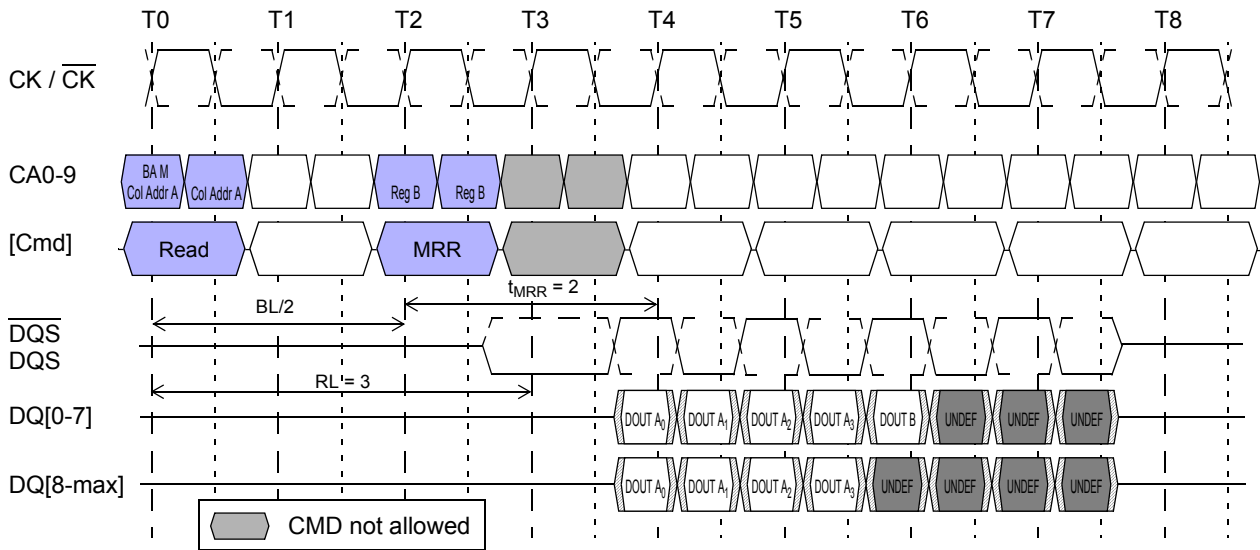 T0 T1 T2 T3 T4 T5 T6 T7 T8
CK / C̅K̅
CA0-9
BA M
Col Addr A
Col Addr A
Reg B
Reg B
[Cmd]
Read
MRR
tMRR = 2
BL/2
D̅Q̅S̅
DQS
RL = 3
DQ[0-7]
DOUT A0 DOUT A1 DOUT A2 DOUT A3 DOUT B UNDEF UNDEF UNDEF
DQ[8-max]
DOUT A0 DOUT A1 DOUT A2 DOUT A3 UNDEF UNDEF UNDEF UNDEF
CMD not allowed